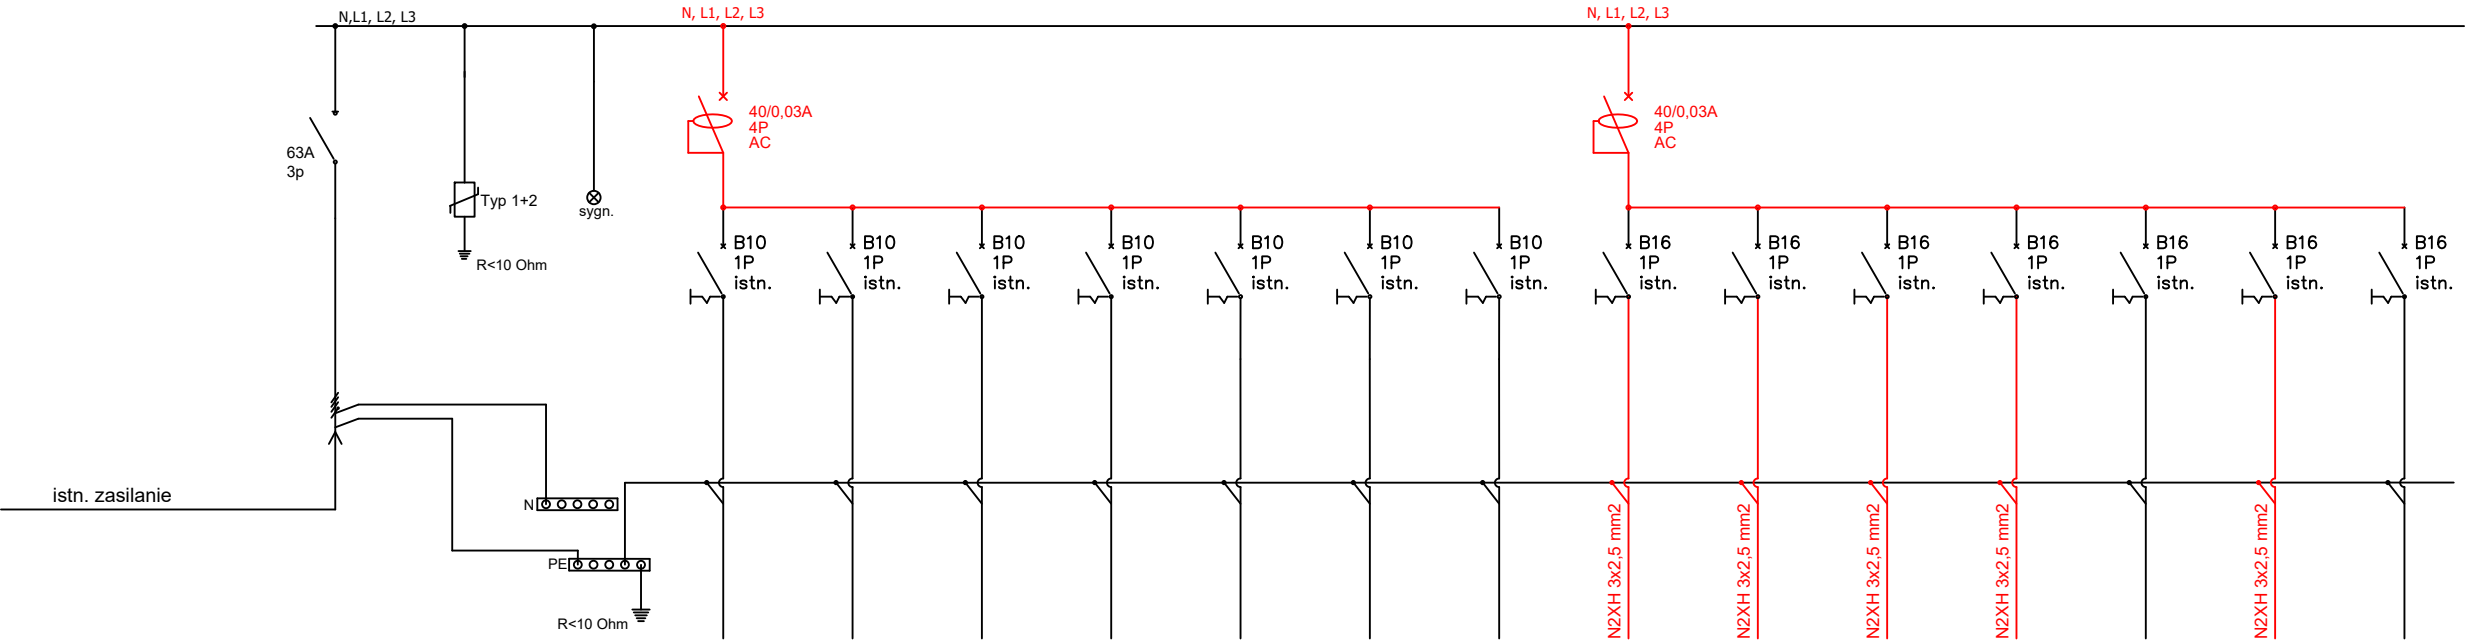 N,L1, L2, L3
N, L1, L2, L3
N, L1, L2, L3
40/0,03A
4P
AC
40/0,03A
4P
AC
63A
3p
Typ 1+2
sygn.
R<10 Ohm
B10
1P
istn.
B10
1P
istn.
B10
1P
istn.
B10
1P
istn.
B10
1P
istn.
B10
1P
istn.
B10
1P
istn.
B16
1P
istn.
B16
1P
istn.
B16
1P
istn.
B16
1P
istn.
B16
1P
istn.
B16
1P
istn.
B16
1P
istn.
istn. zasilanie
N
PE
R<10 Ohm
N2XH 3x2,5 mm2
N2XH 3x2,5 mm2
N2XH 3x2,5 mm2
N2XH 3x2,5 mm2
N2XH 3x2,5 mm2